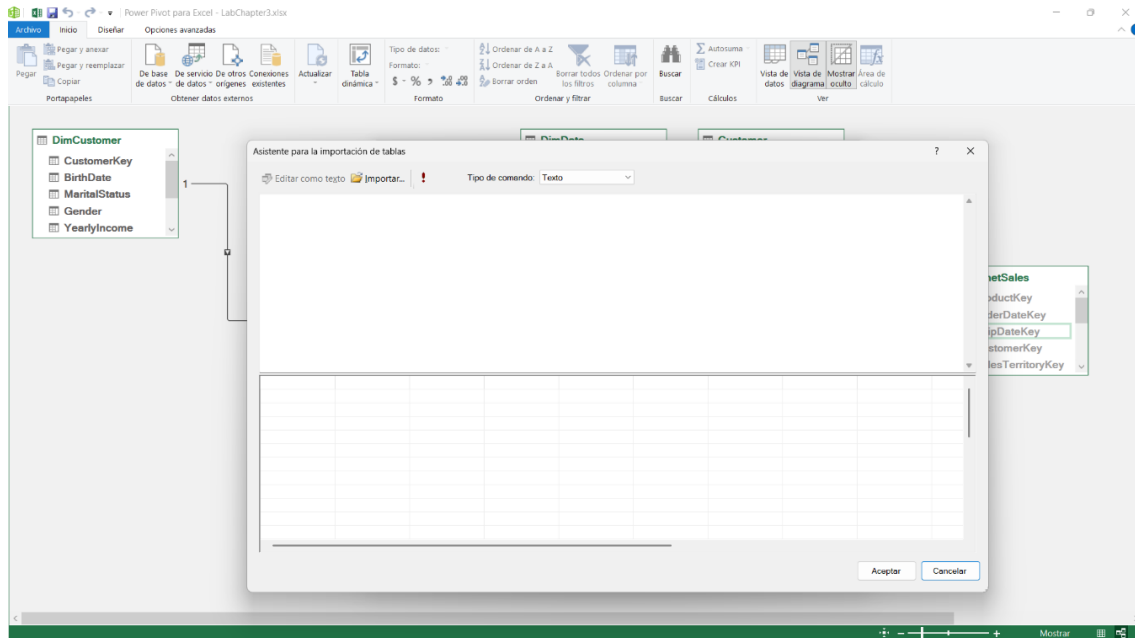 Power Pivot para Excel - LabChapter3.xlsx
Archivo Inicio Diseñar Opciones avanzadas
Pegar
Pegar y anexar
Pegar y reemplazar
Copiar
Portapapeles
De base de datos
De servicio de datos
De otros orígenes
Conexiones existentes
Obtener datos externos
Actualizar
Tabla dinámica
Tipo de datos:
Formato:
$ % ,
Formato
Ordenar de A a Z
Ordenar de Z a A
Borrar orden
Borrar todos los filtros
Ordenar por columna
Ordenar y filtrar
Buscar
Buscar
Autosuma
Crear KPI
Cálculos
Vista de datos
Vista de diagrama
Mostrar oculto
Área de cálculo
Ver
DimCustomer
CustomerKey
BirthDate
MaritalStatus
Gender
YearlyIncome
1
DimDate
Customer
Asistente para la importación de tablas ?
Editar como texto Importar... ! Tipo de comando: Texto
netSales
oductKey
derDateKey
ipDateKey
stomerKey
lesTerritoryKey
Aceptar Cancelar
Mostrar